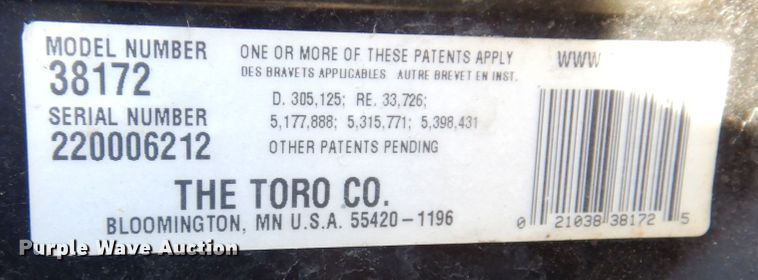 MODEL NUMBER
38172
SERIAL NUMBER
220006212
ONE OR MORE OF THESE PATENTS APPLY
DES BRAVETS APPLICABLES AUTRE BREVET EN INST.
D. 305,125; RE. 33,726;
5,177,888; 5,315,771; 5,398,431
OTHER PATENTS PENDING
WWW
THE TORO CO.
BLOOMINGTON, MN U.S.A. 55420-1196
0 21038 38172 5
Purple Wave Auction